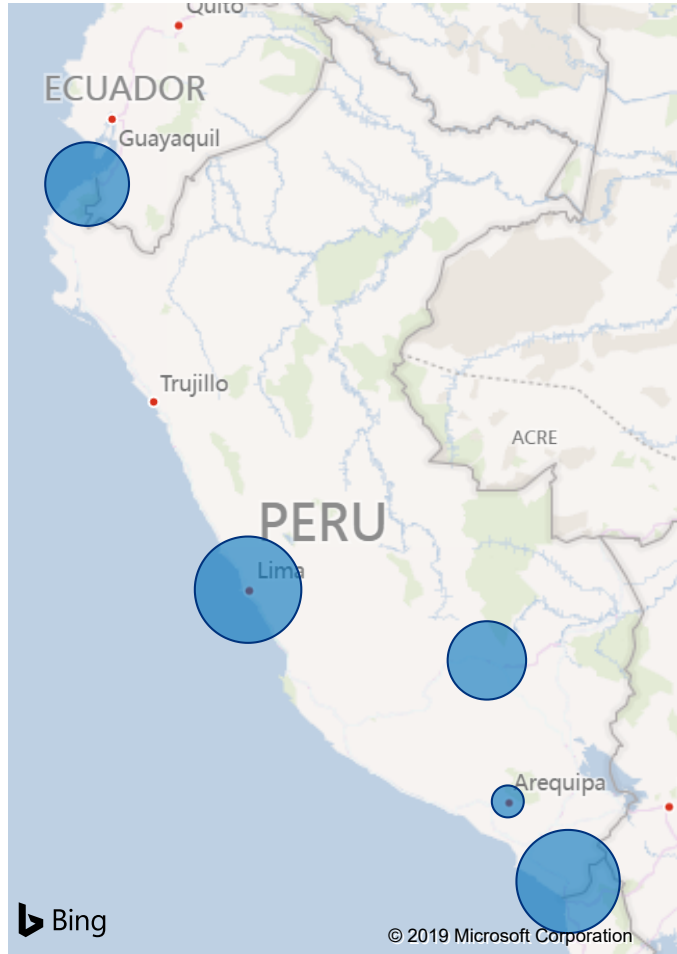 Quito
ECUADOR
Guayaquil
Trujillo
ACRE
PERU
Lima
Arequipa
Bing
© 2019 Microsoft Corporation